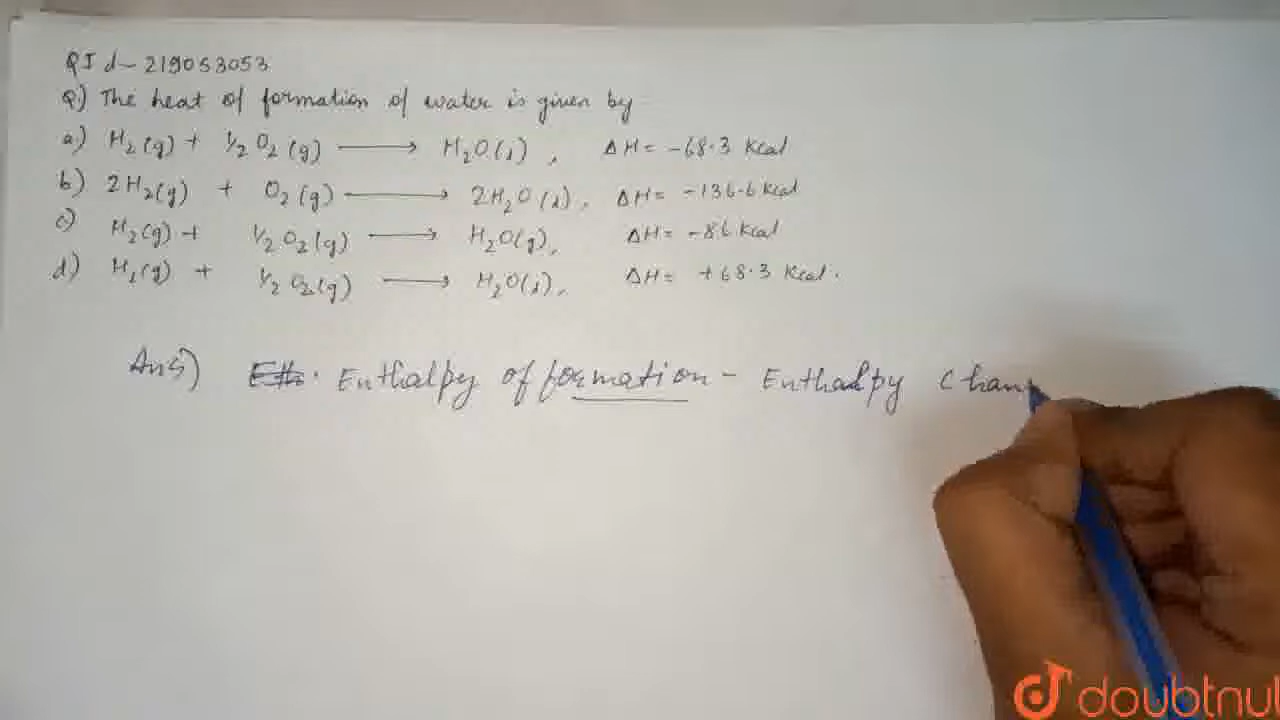 QId- 219053053
Q.) The heat of formation of water is given by
a) H2(g) + 1/2 O2(g) ⟶ H2O(l), ΔH= -68.3 Kcal
b) 2H2(g) + O2(g) ⟶ 2H2O(l), ΔH= -136.6 Kcal
c) H2(g) + 1/2 O2(g) ⟶ H2O(g), ΔH= -86 Kcal
d) H2(g) + 1/2 O2(g) ⟶ H2O(l), ΔH= +68.3 Kcal.
Ans) Enthalpy of formation - Enthalpy Chan
doubtnut